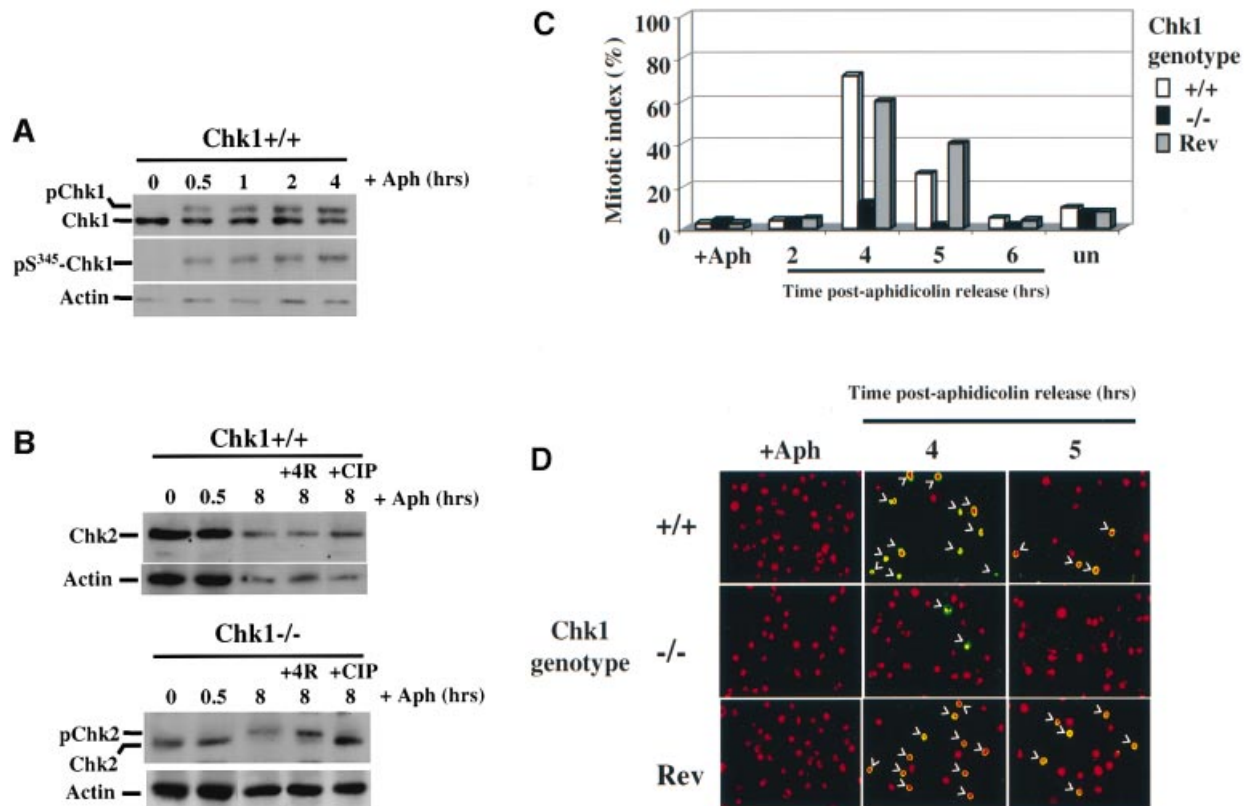 A
Chk1+/+
0 0.5 1 2 4 + Aph (hrs)
pChk1
Chk1
pS³⁴⁵-Chk1
Actin
B
Chk1+/+
+4R +CIP
0 0.5 8 8 8 + Aph (hrs)
Chk2
Actin
Chk1-/-
+4R +CIP
0 0.5 8 8 8 + Aph (hrs)
pChk2
Chk2
Actin
C
Mitotic index (%)
100
80
60
40
20
0
+Aph 2 4 5 6 un
Time post-aphidicolin release (hrs)
Chk1
genotype
+/+
-/-
Rev
D
Time post-aphidicolin release (hrs)
+Aph 4 5
Chk1
genotype
+/+
-/-
Rev